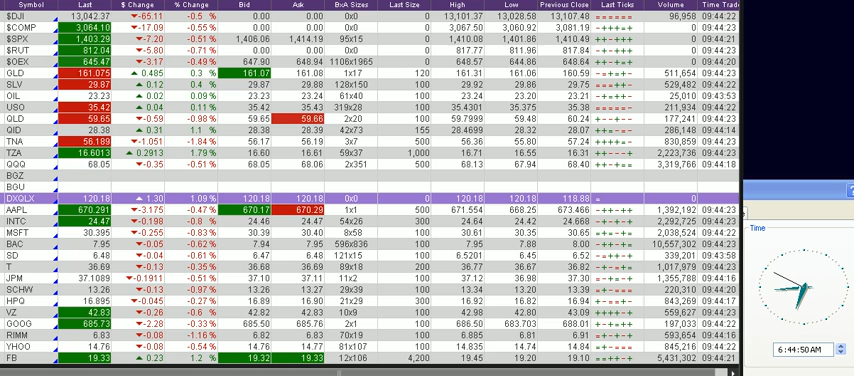 Symbol Last $ Change % Change Bid Ask BxA Sizes Last Size High Low Previous Close Last Ticks Volume Time Trade
$DJI 13,042.37 -65.11 -0.5 % 0.00 0.00 0x0 13,101.37 13,028.58 13,107.48 ====== 96,958 09:44:22
$COMP 3,064.10 -17.09 -0.55 % 0.00 0.00 0x0 3,067.50 3,060.92 3,081.19 0 09:44:23
$SPX 1,403.29 -7.20 -0.51 % 1,406.06 1,414.19 95x15 1,410.08 1,401.86 1,410.49 0 09:44:21
$RUT 812.04 -5.80 -0.71 % 0.00 0.00 0x0 817.77 811.96 817.84 0 09:44:23
$OEX 645.47 -3.17 -0.49 % 647.90 648.94 1106x1965 648.57 644.86 648.64 0 09:44:23
GLD 161.075 0.485 0.3 % 161.07 161.08 1x17 120 161.31 161.06 160.59 511,654 09:44:23
SLV 29.87 0.12 0.4 % 29.87 29.88 128x150 100 29.92 29.86 29.75 529,482 09:44:22
OIL 23.23 0.02 0.09 % 23.23 23.24 61x40 100 23.24 23.20 23.21 25,010 09:43:53
USO 35.42 0.04 0.11 % 35.42 35.43 319x28 100 35.4301 35.375 35.38 211,934 09:44:22
QLD 59.65 -0.59 -0.98 % 59.65 59.66 2x20 100 59.7999 59.48 60.24 177,241 09:44:23
QID 28.38 0.31 1.1 % 28.38 28.39 42x73 155 28.4699 28.32 28.07 286,148 09:44:14
TNA 56.189 -1.051 -1.84 % 56.17 56.19 3x7 500 56.36 55.80 57.24 830,859 09:44:23
TZA 16.6013 0.2913 1.79 % 16.60 16.61 59x37 1,000 16.71 16.55 16.31 2,223,736 09:44:23
QQQ 68.05 -0.35 -0.51 % 68.05 68.06 2x351 500 68.13 67.94 68.40 3,319,766 09:44:18
BGZ
BGU
DXQLX 120.18 1.30 1.09 % 120.18 120.18 0x0 120.18 120.18 118.88 = 0
AAPL 670.291 -3.175 -0.47 % 670.17 670.29 1x1 500 671.554 668.25 673.466 1,392,192 09:44:23
INTC 24.47 -0.198 -0.8 % 24.46 24.47 54x26 300 24.64 24.42 24.668 2,292,725 09:44:23
MSFT 30.395 -0.255 -0.83 % 30.39 30.40 8x58 100 30.61 30.35 30.65 2,038,524 09:44:22
BAC 7.95 -0.05 -0.62 % 7.94 7.95 596x836 100 7.95 7.88 8.00 10,557,302 09:44:23
SD 6.48 -0.04 -0.61 % 6.47 6.48 121x15 100 6.5201 6.45 6.52 339,201 09:43:58
T 36.69 -0.13 -0.35 % 36.68 36.69 89x18 200 36.77 36.67 36.82 1,017,979 09:44:23
JPM 37.1089 -0.1911 -0.51 % 37.10 37.11 11x2 100 37.12 36.98 37.30 1,355,788 09:44:16
SCHW 13.26 -0.13 -0.97 % 13.26 13.27 29x39 100 13.34 13.20 13.39 220,310 09:44:20
HPQ 16.895 -0.045 -0.27 % 16.89 16.90 21x29 300 16.92 16.82 16.94 843,269 09:44:17
VZ 42.83 -0.26 -0.6 % 42.82 42.83 10x9 100 42.98 42.80 43.09 559,627 09:44:23
GOOG 685.73 -2.28 -0.33 % 685.50 685.76 2x1 100 686.50 683.703 688.01 197,033 09:44:22
RIMM 6.83 -0.08 -1.16 % 6.82 6.83 70x19 100 6.88 6.81 6.91 593,654 09:44:16
YHOO 14.76 -0.08 -0.54 % 14.76 14.77 81x107 100 14.835 14.74 14.84 845,216 09:44:22
FB 19.33 0.23 1.2 % 19.32 19.33 12x106 4,200 19.45 19.20 19.10 5,431,302 09:44:21
Time
6:44:50 AM